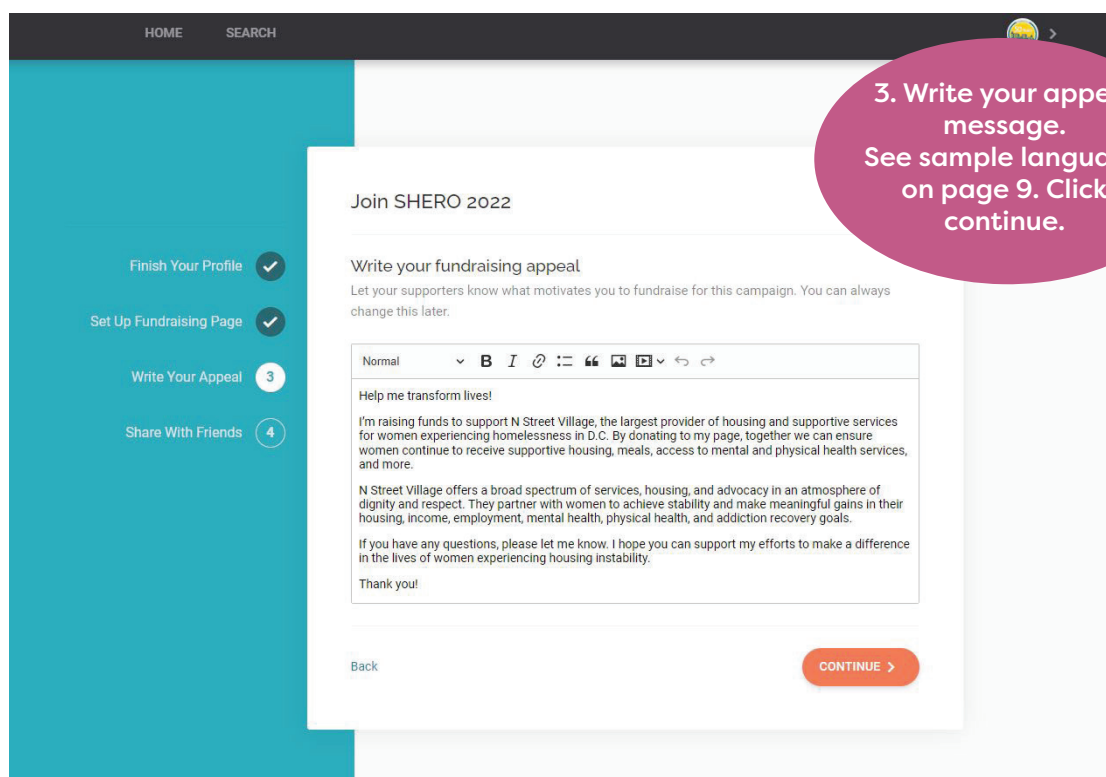 HOME SEARCH
3. Write your appe
message.
See sample langua
on page 9. Click
continue.
Join SHERO 2022
Finish Your Profile
Set Up Fundraising Page
Write Your Appeal 3
Share With Friends 4
Write your fundraising appeal
Let your supporters know what motivates you to fundraise for this campaign. You can always
change this later.
Normal
Help me transform lives!
I'm raising funds to support N Street Village, the largest provider of housing and supportive services
for women experiencing homelessness in D.C. By donating to my page, together we can ensure
women continue to receive supportive housing, meals, access to mental and physical health services,
and more.
N Street Village offers a broad spectrum of services, housing, and advocacy in an atmosphere of
dignity and respect. They partner with women to achieve stability and make meaningful gains in their
housing, income, employment, mental health, physical health, and addiction recovery goals.
If you have any questions, please let me know. I hope you can support my efforts to make a difference
in the lives of women experiencing housing instability.
Thank you!
Back
CONTINUE